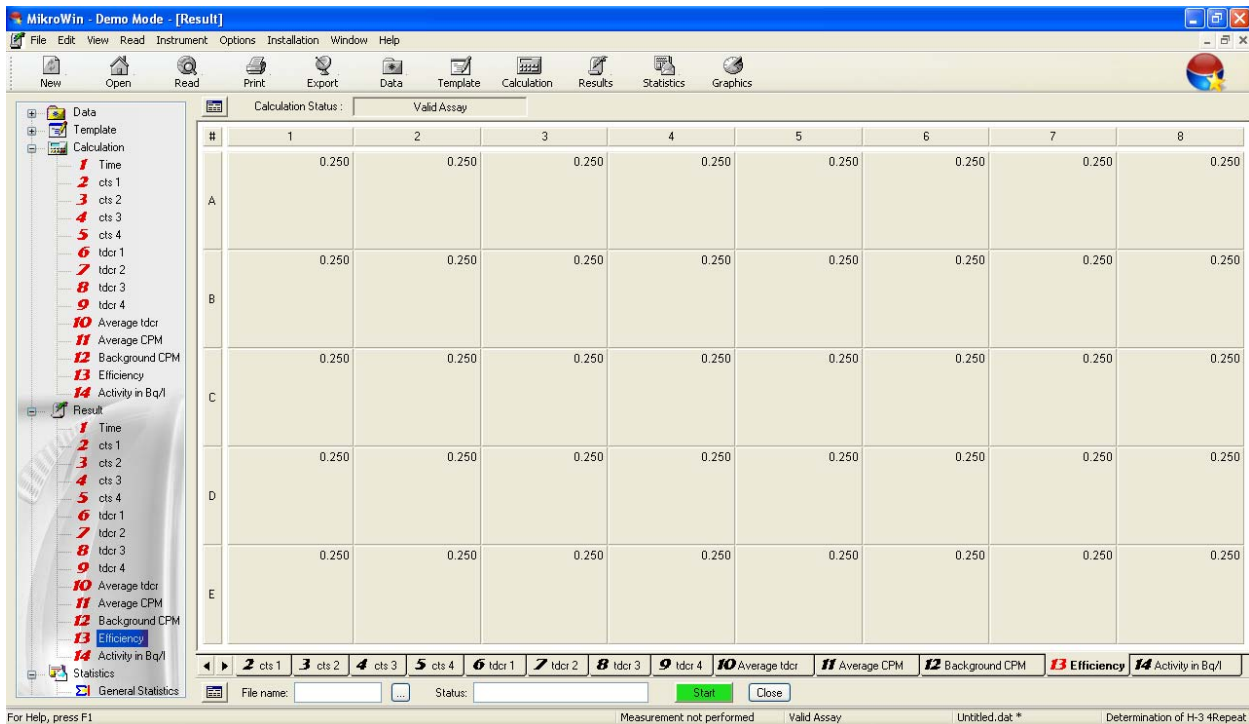 MikroWin - Demo Mode - [Result]
File Edit View Read Instrument Options Installation Window Help
New Open Read Print Export Data Template Calculation Results Statistics Graphics
Calculation Status : Valid Assay
Data
Template
Calculation
1 Time
2 cts 1
3 cts 2
4 cts 3
5 cts 4
6 tdcr 1
7 tdcr 2
8 tdcr 3
9 tdcr 4
10 Average tdcr
11 Average CPM
12 Background CPM
13 Efficiency
14 Activity in Bq/l
Result
1 Time
2 cts 1
3 cts 2
4 cts 3
5 cts 4
6 tdcr 1
7 tdcr 2
8 tdcr 3
9 tdcr 4
10 Average tdcr
11 Average CPM
12 Background CPM
13 Efficiency
14 Activity in Bq/l
Statistics
Σ General Statistics
# 1 2 3 4 5 6 7 8
A 0.250 0.250 0.250 0.250 0.250 0.250 0.250 0.250
B 0.250 0.250 0.250 0.250 0.250 0.250 0.250 0.250
C 0.250 0.250 0.250 0.250 0.250 0.250 0.250 0.250
D 0.250 0.250 0.250 0.250 0.250 0.250 0.250 0.250
E 0.250 0.250 0.250 0.250 0.250 0.250 0.250 0.250
2 cts 1 3 cts 2 4 cts 3 5 cts 4 6 tdcr 1 7 tdcr 2 8 tdcr 3 9 tdcr 4 10 Average tdcr 11 Average CPM 12 Background CPM 13 Efficiency 14 Activity in Bq/l
File name: ... Status: Start Close
For Help, press F1 Measurement not performed Valid Assay Untitled.dat * Determination of H-3 4Repeat